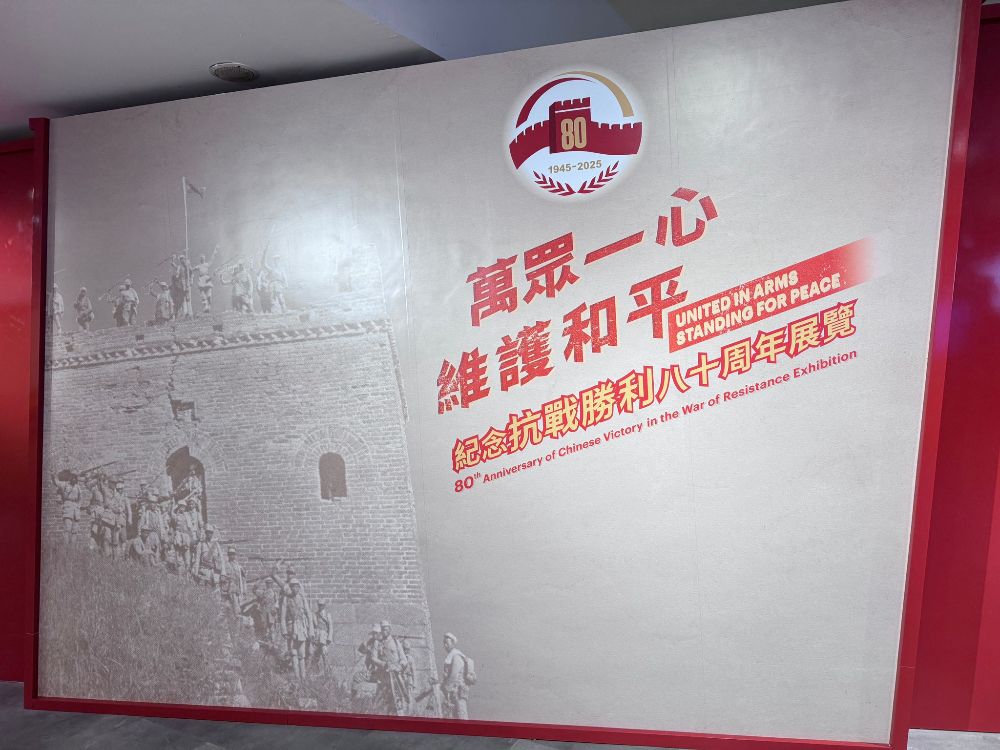 80
1945-2025
萬眾一心
維護和平
UNITED IN ARMS
STANDING FOR PEACE
紀念抗戰勝利八十周年展覽
80th Anniversary of Chinese Victory in the War of Resistance Exhibition